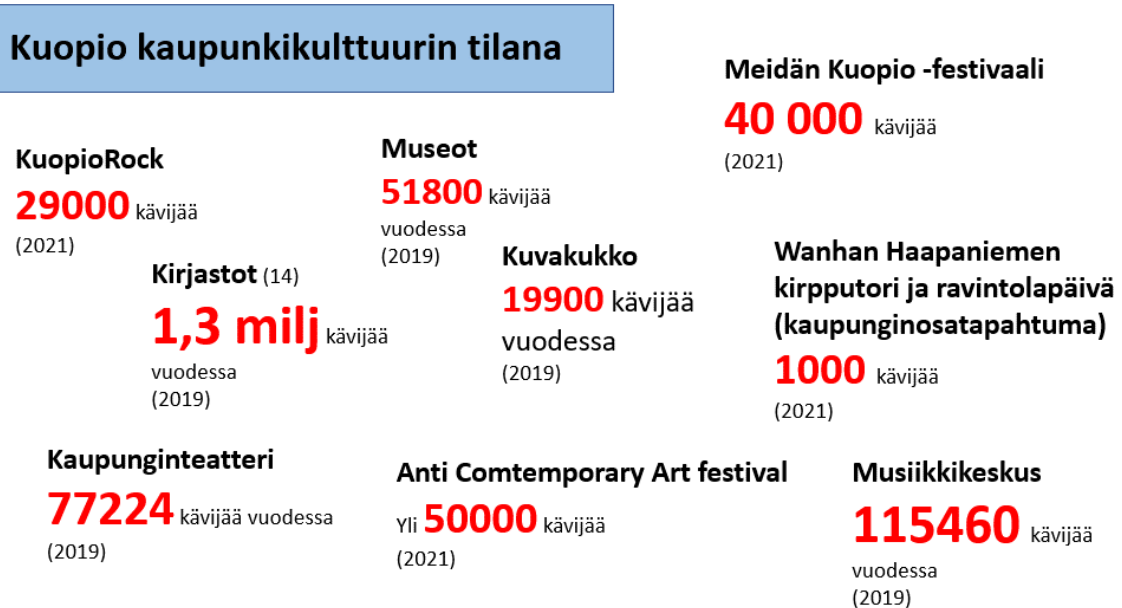 Kuopio kaupunkikulttuurin tilana
Meidän Kuopio -festivaali
40 000 kävijää
(2021)
KuopioRock
29000 kävijää
(2021)
Museot
51800 kävijää
vuodessa
(2019)
Kirjastot (14)
1,3 milj kävijää
vuodessa
(2019)
Kuvakukko
19900 kävijää
vuodessa
(2019)
Wanhan Haapaniemen
kirpputori ja ravintolapäivä
(kaupunginosatapahtuma)
1000 kävijää
(2021)
Kaupunginteatteri
77224 kävijää vuodessa
(2019)
Anti Comtemporary Art festival
Yli 50000 kävijää
(2021)
Musiikkikeskus
115460 kävijää
vuodessa
(2019)